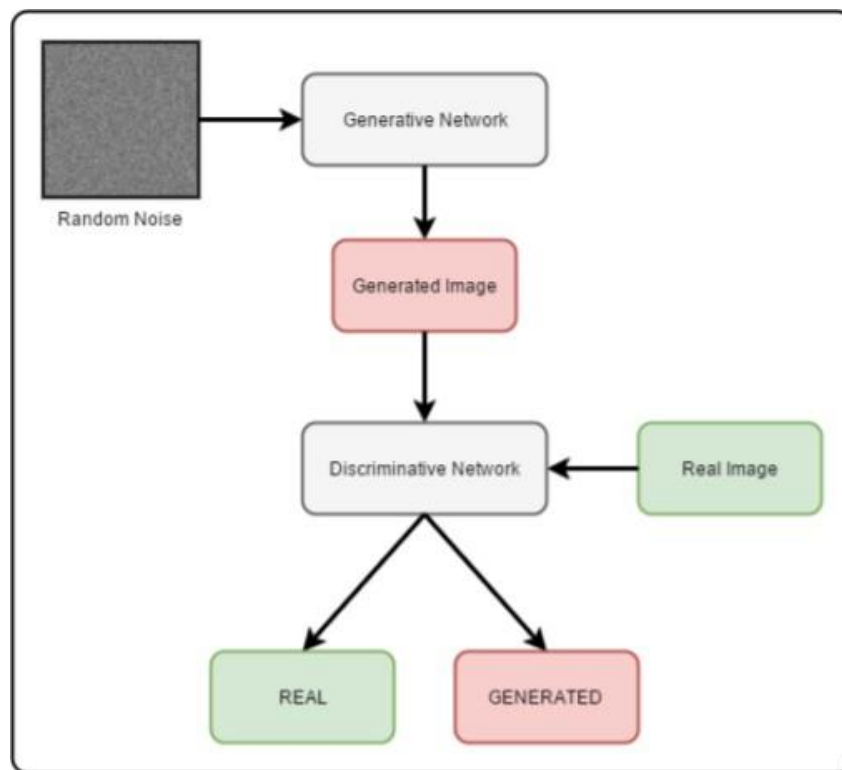 Generative Network
Random Noise
Generated Image
Discriminative Network
Real Image
REAL
GENERATED